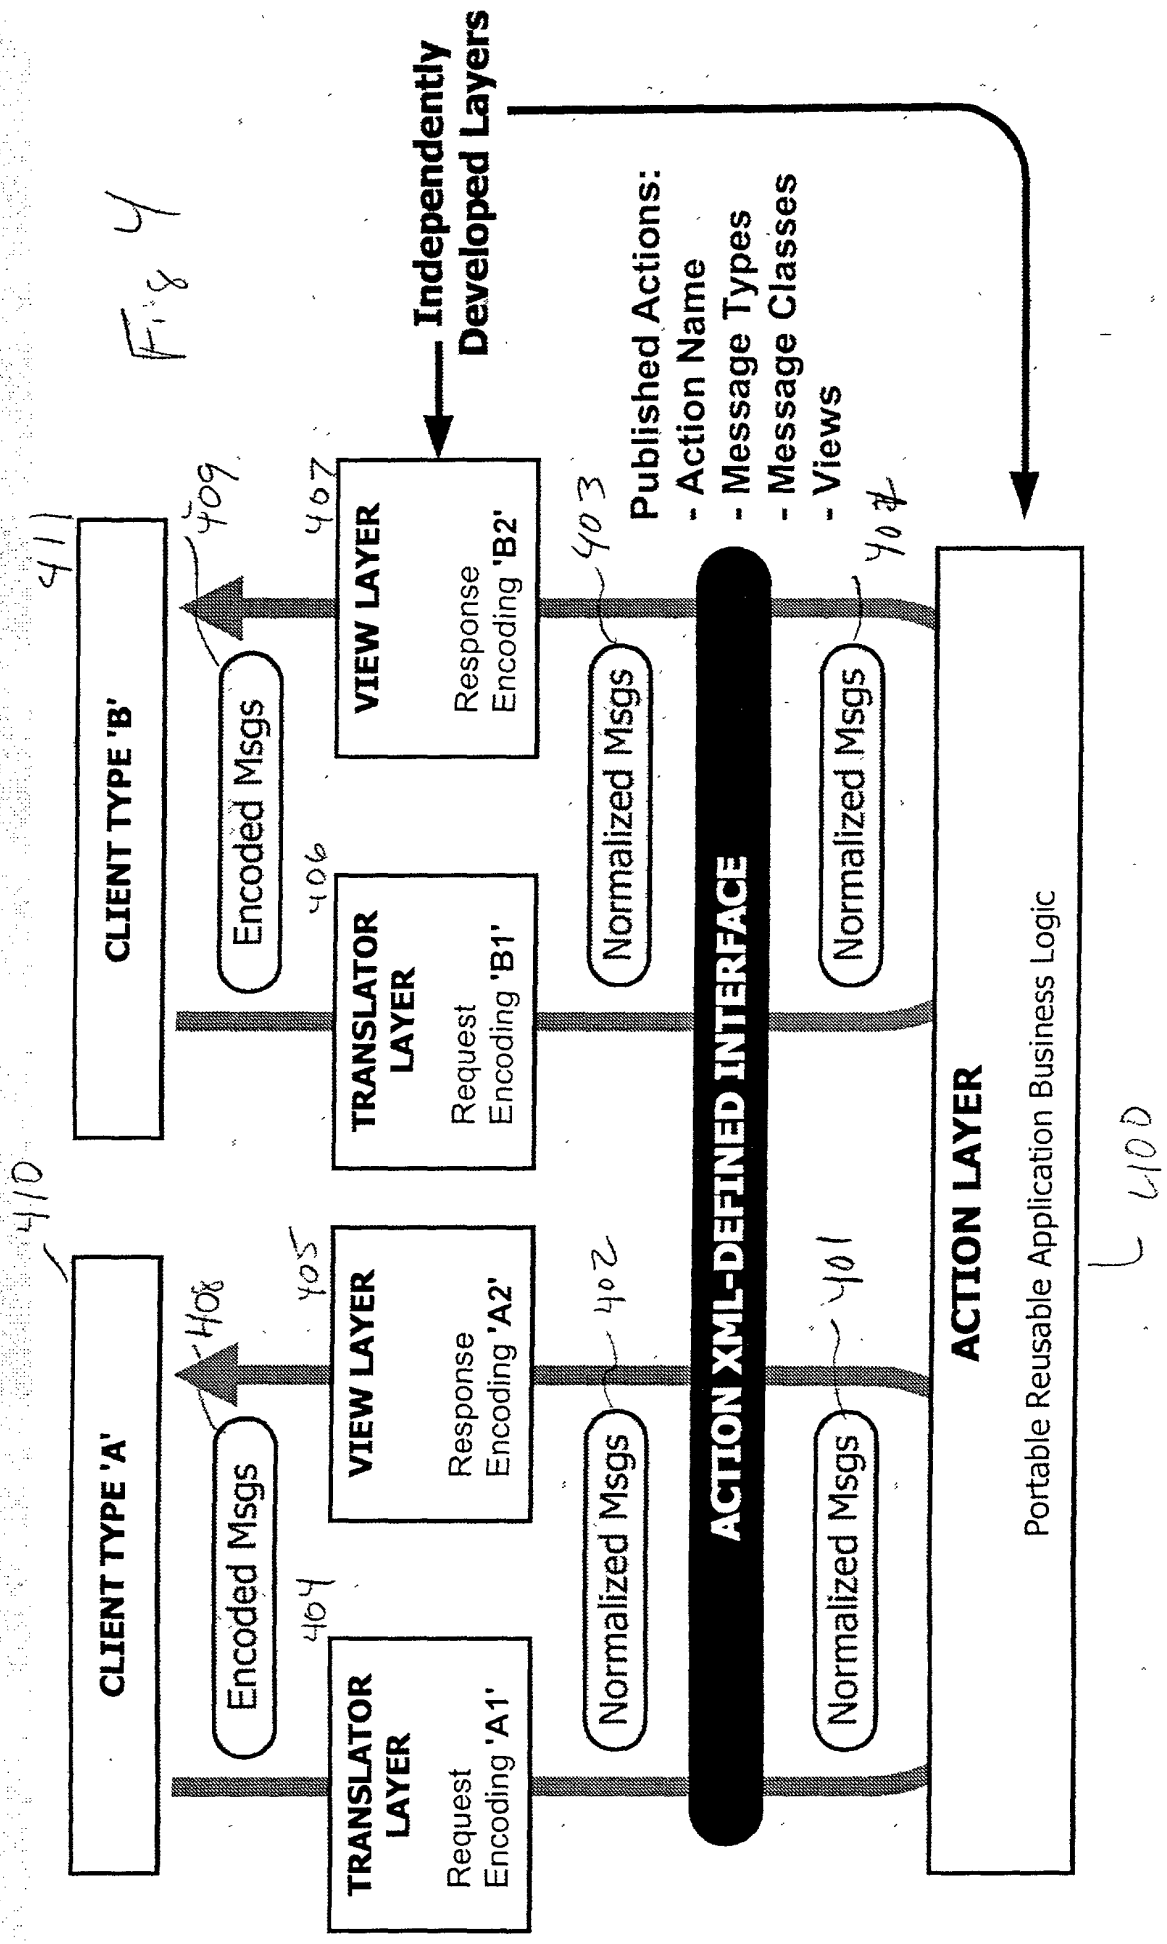 Fig 4
410
411
CLIENT TYPE 'A'
CLIENT TYPE 'B'
408
409
Encoded Msgs
Encoded Msgs
404
405
406
407
TRANSLATOR
LAYER
Request
Encoding 'A1'
VIEW LAYER
Response
Encoding 'A2'
TRANSLATOR
LAYER
Request
Encoding 'B1'
VIEW LAYER
Response
Encoding 'B2'
Independently
Developed Layers
402
403
Normalized Msgs
Normalized Msgs
ACTION XML-DEFINED INTERFACE
Published Actions:
- Action Name
- Message Types
- Message Classes
- Views
401
Normalized Msgs
Normalized Msgs
ACTION LAYER
Portable Reusable Application Business Logic
400